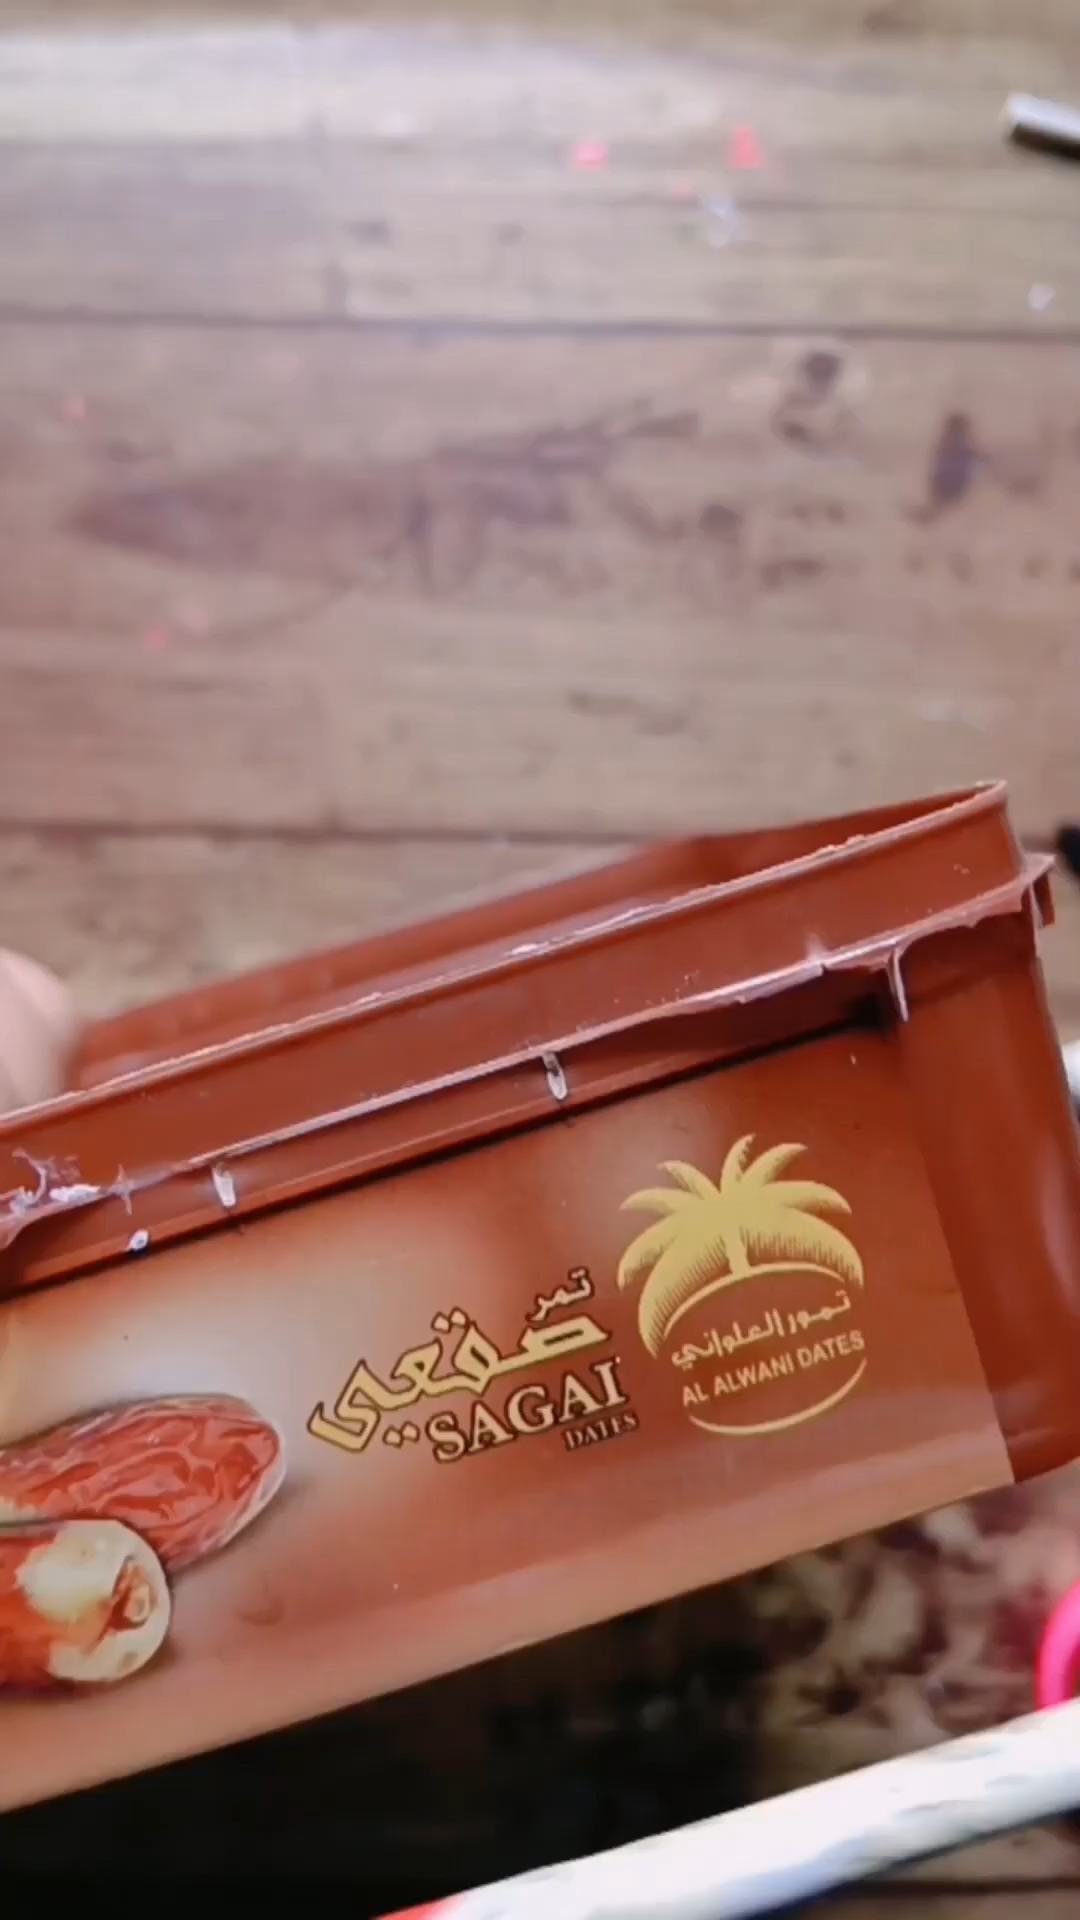 تمر
صقعي
SAGAI
DATES
تمور العلواني
AL ALWANI DATES